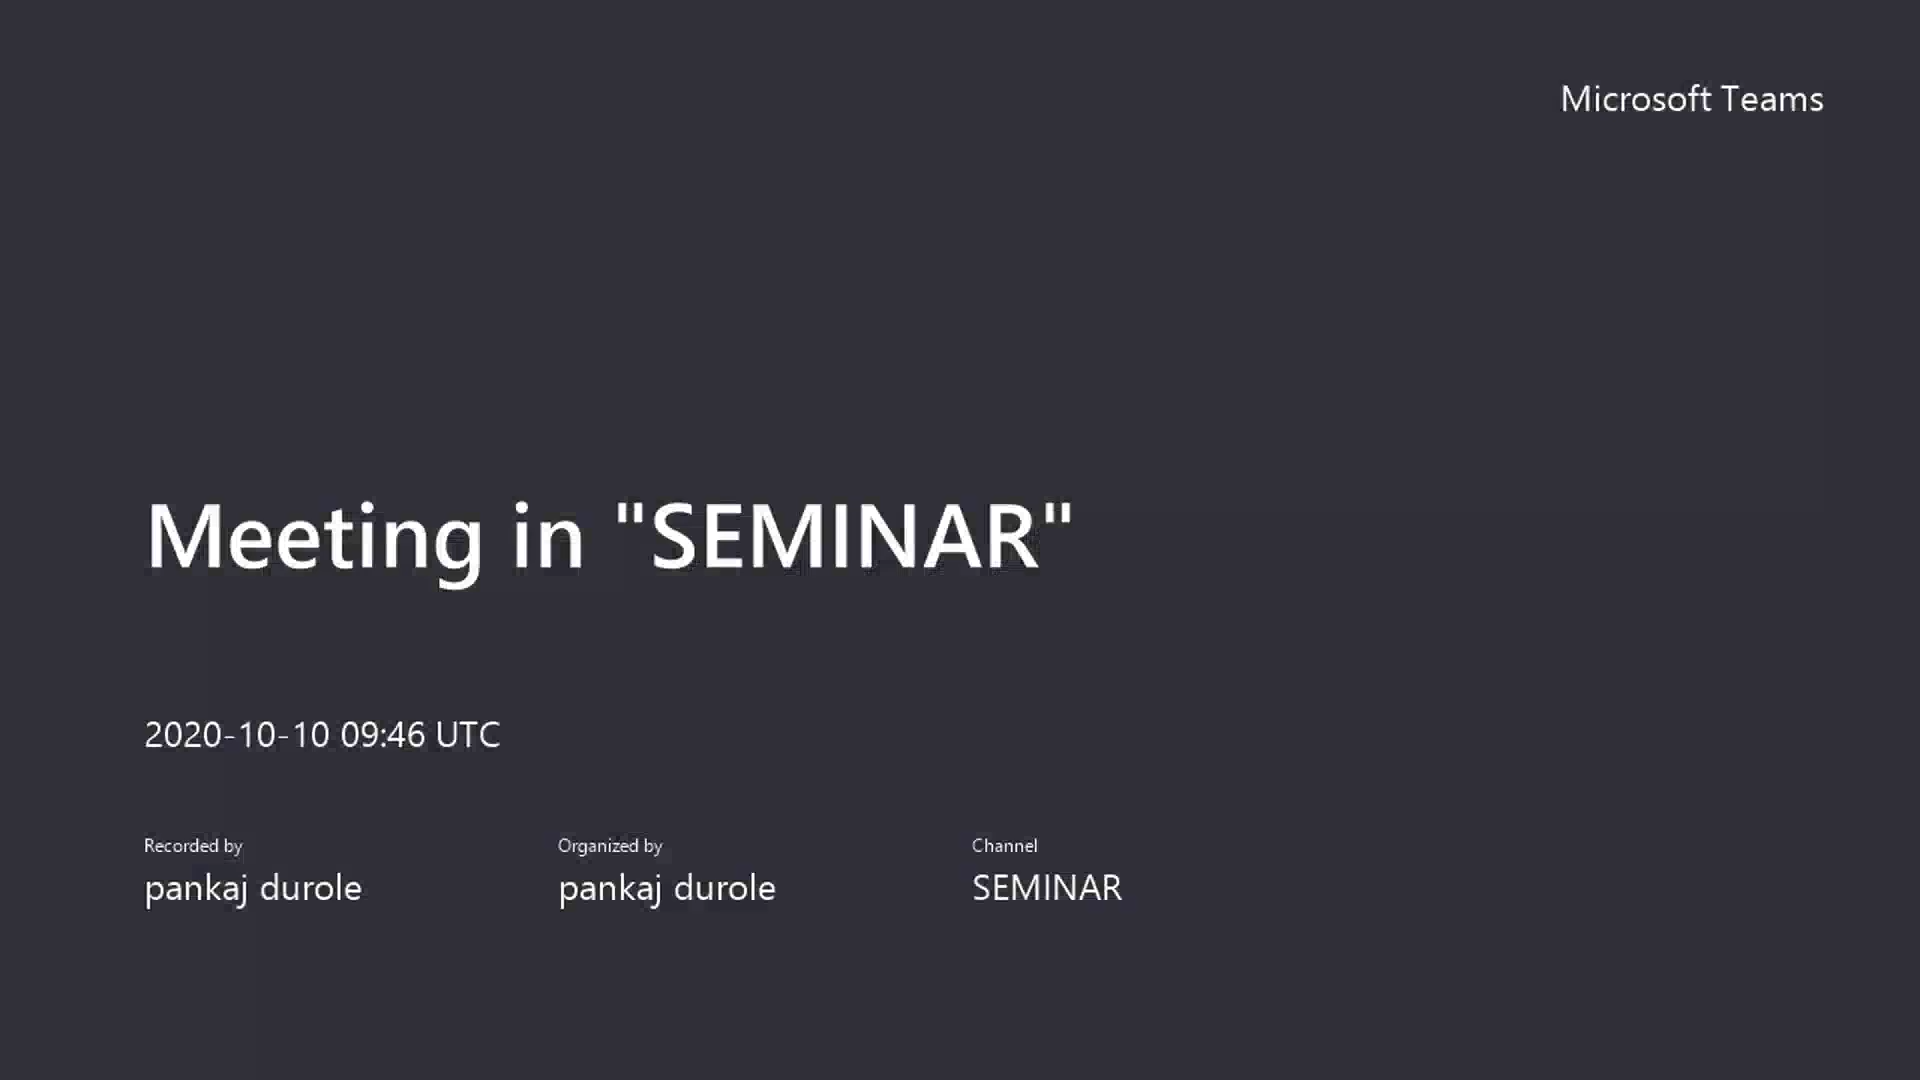 Microsoft Teams
Meeting in "SEMINAR"
2020-10-10 09:46 UTC
Recorded by
pankaj durole
Organized by
pankaj durole
Channel
SEMINAR